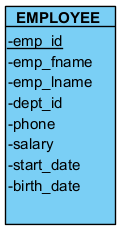 EMPLOYEE
-emp_id
-emp_fname
-emp_lname
-dept_id
-phone
-salary
-start_date
-birth_date